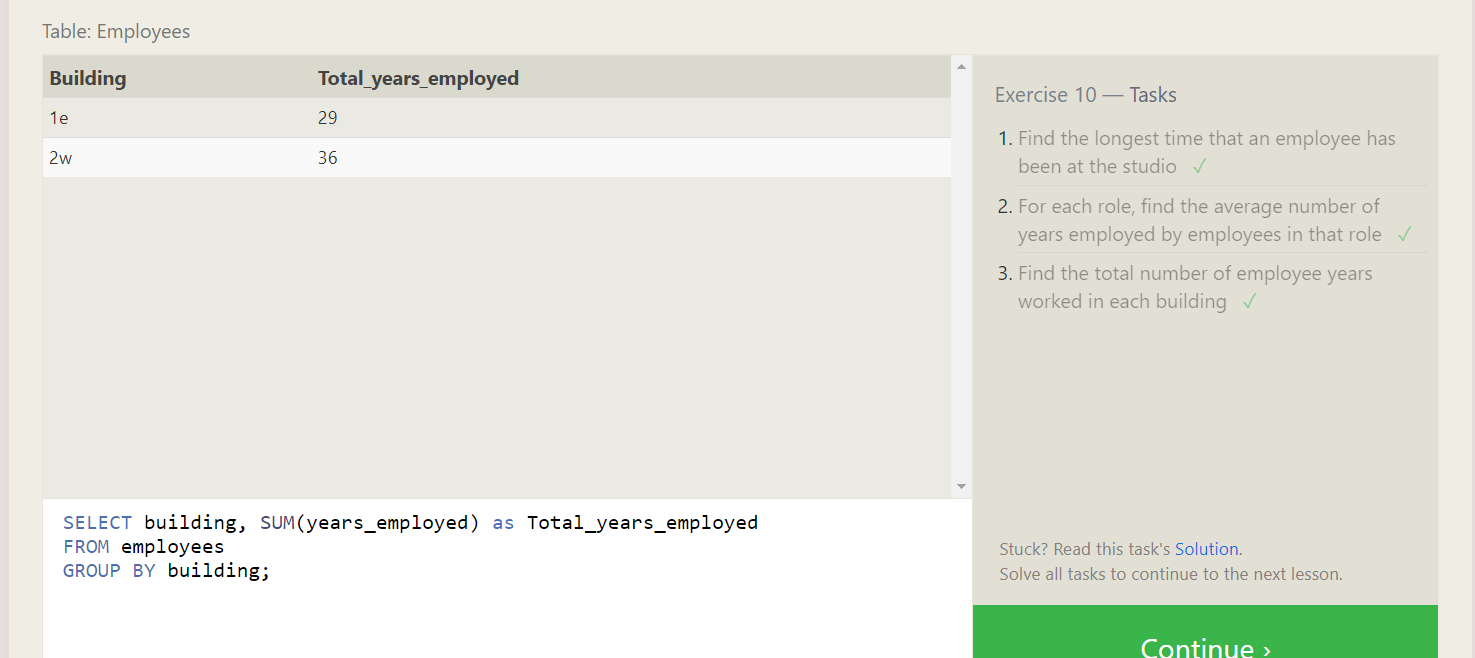 Table: Employees
Building Total_years_employed
1e 29
2w 36
SELECT building, SUM(years_employed) as Total_years_employed
FROM employees
GROUP BY building;
Exercise 10 — Tasks
1. Find the longest time that an employee has
been at the studio ✓
2. For each role, find the average number of
years employed by employees in that role ✓
3. Find the total number of employee years
worked in each building ✓
Stuck? Read this task's Solution.
Solve all tasks to continue to the next lesson.
Continue ›